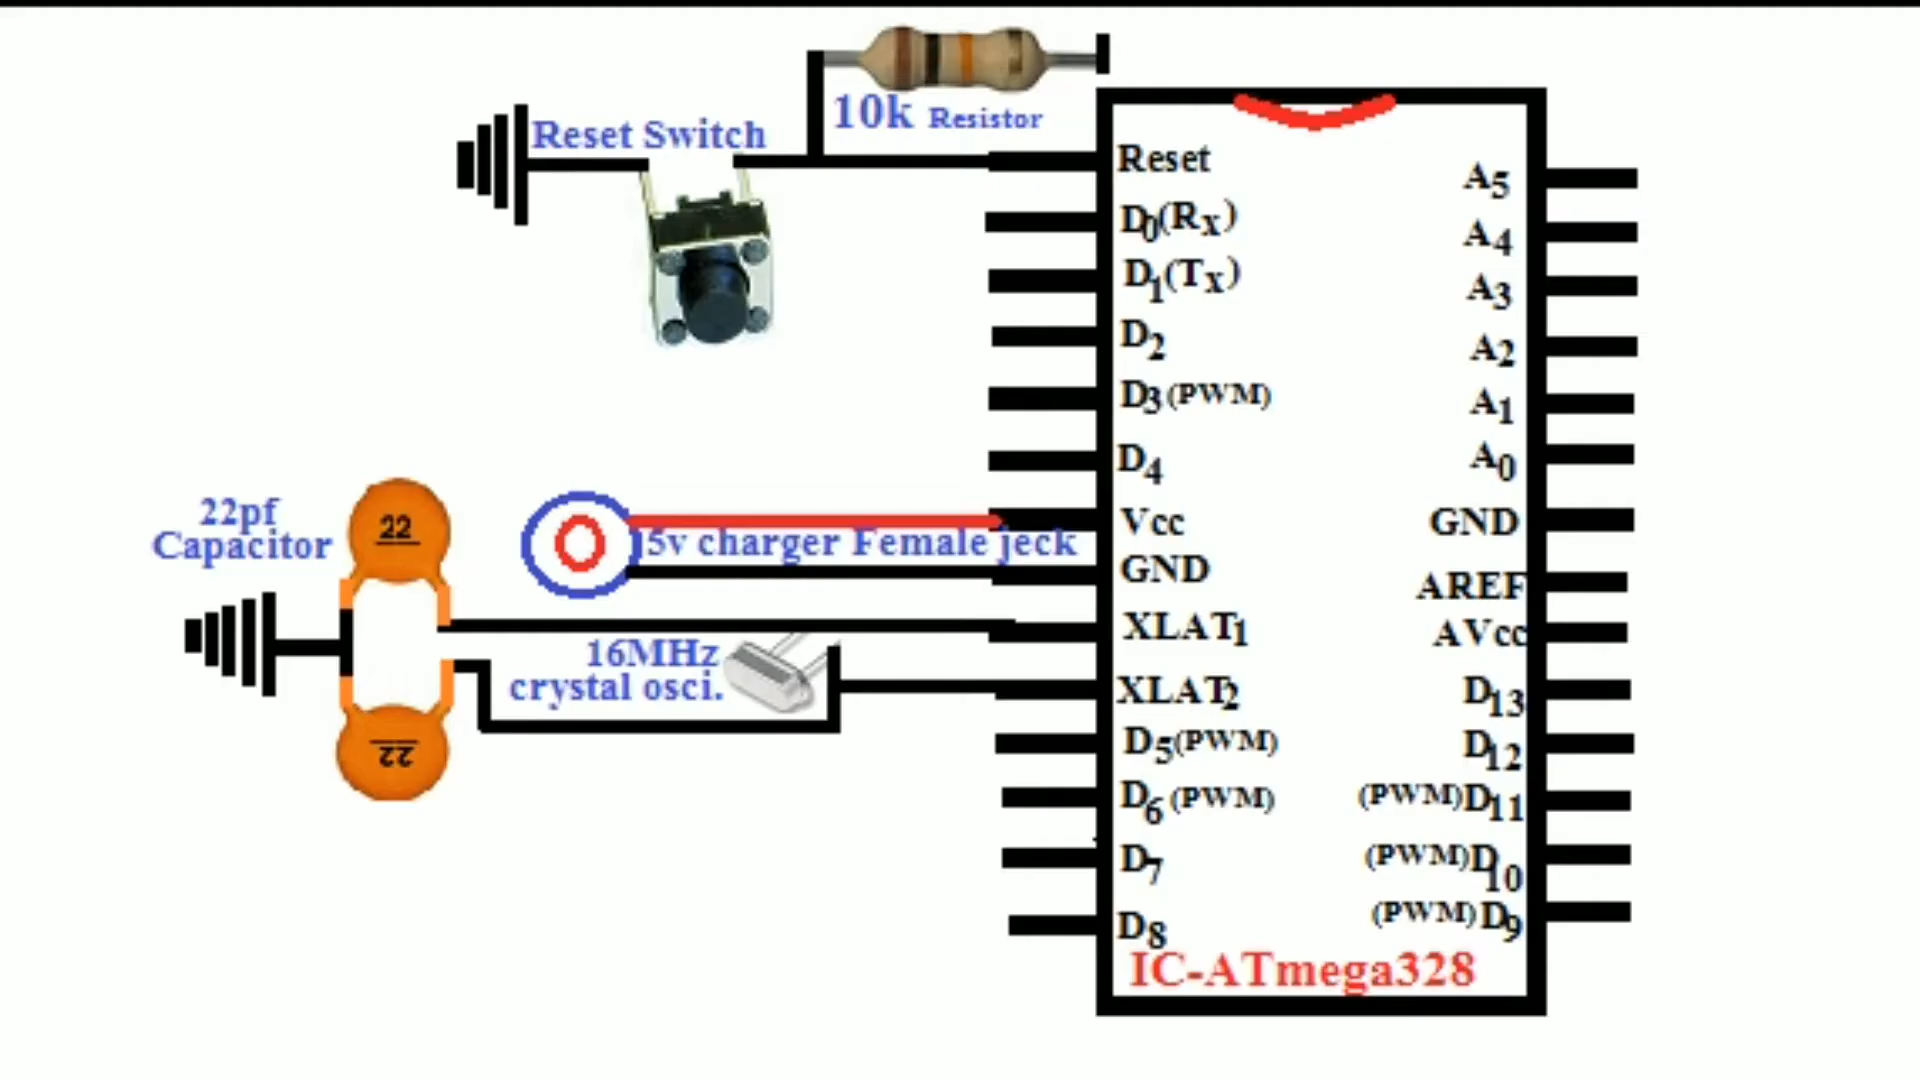 10k Resistor
Reset Switch
Reset
D0(Rx)
D1(Tx)
D2
D3(PWM)
D4
Vcc
GND
XLAT1
XLAT2
D5(PWM)
D6(PWM)
D7
D8
A5
A4
A3
A2
A1
A0
GND
AREF
AVcc
D13
D12
(PWM)D11
(PWM)D10
(PWM)D9
IC-ATmega328
22pf
Capacitor
22
5v charger Female jeck
16MHz
crystal osci.
22